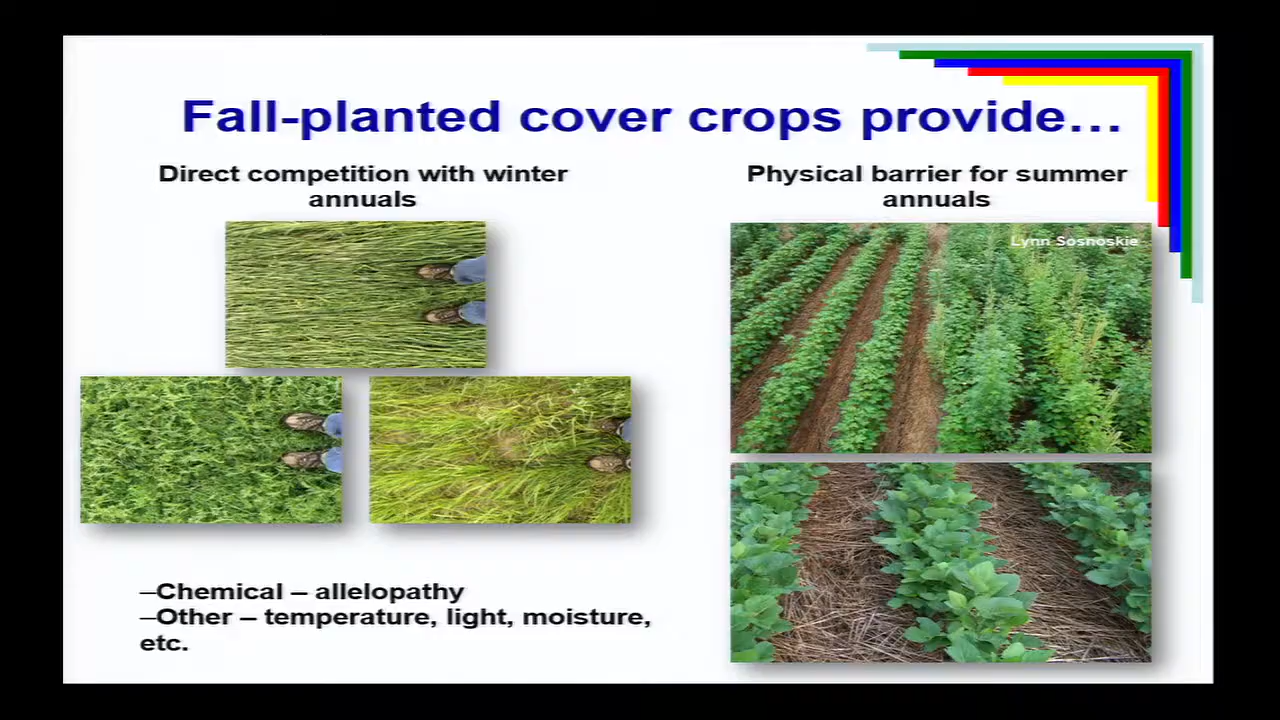 Fall-planted cover crops provide…
Direct competition with winter
annuals
Physical barrier for summer
annuals
Lynn Sosnoskie
–Chemical – allelopathy
–Other – temperature, light, moisture,
etc.